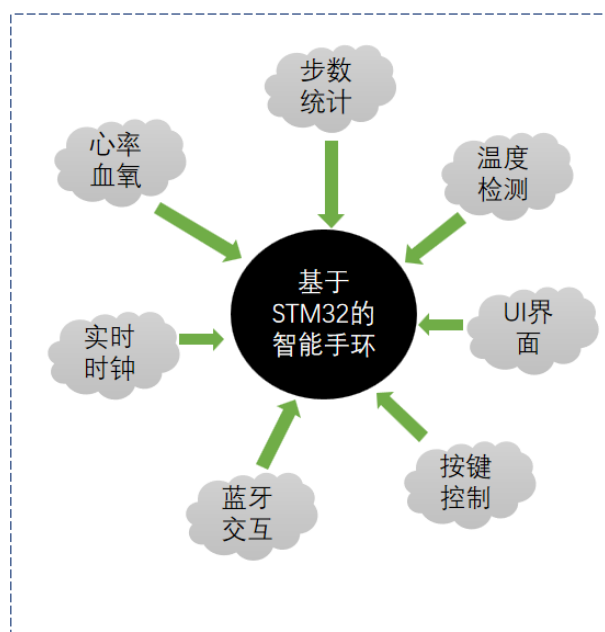 步数
统计
心率
血氧
温度
检测
基于
STM32的
智能手环
实时
时钟
UI界
面
蓝牙
交互
按键
控制